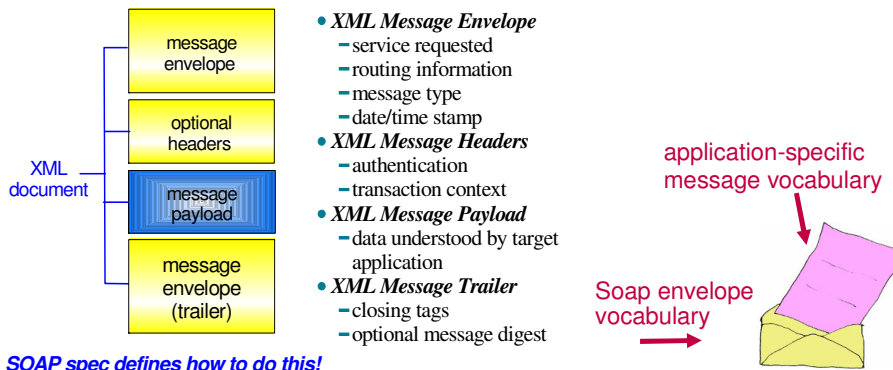 message
envelope
optional
headers
XML
document
message
payload
message
envelope
(trailer)
SOAP spec defines how to do this!
• XML Message Envelope
– service requested
– routing information
– message type
– date/time stamp
• XML Message Headers
– authentication
– transaction context
• XML Message Payload
– data understood by target
application
• XML Message Trailer
– closing tags
– optional message digest
application-specific
message vocabulary
Soap envelope
vocabulary